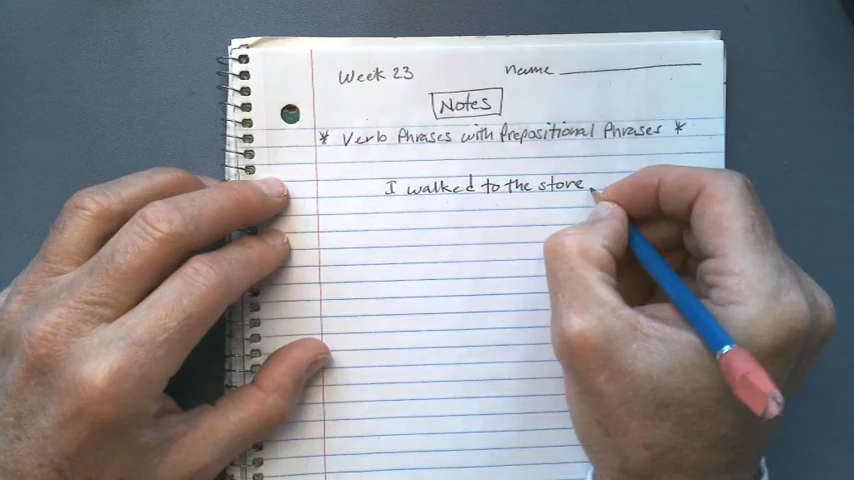 Week 23 name
Notes
* Verb Phrases with Prepositional Phrases *
I walked to the store.